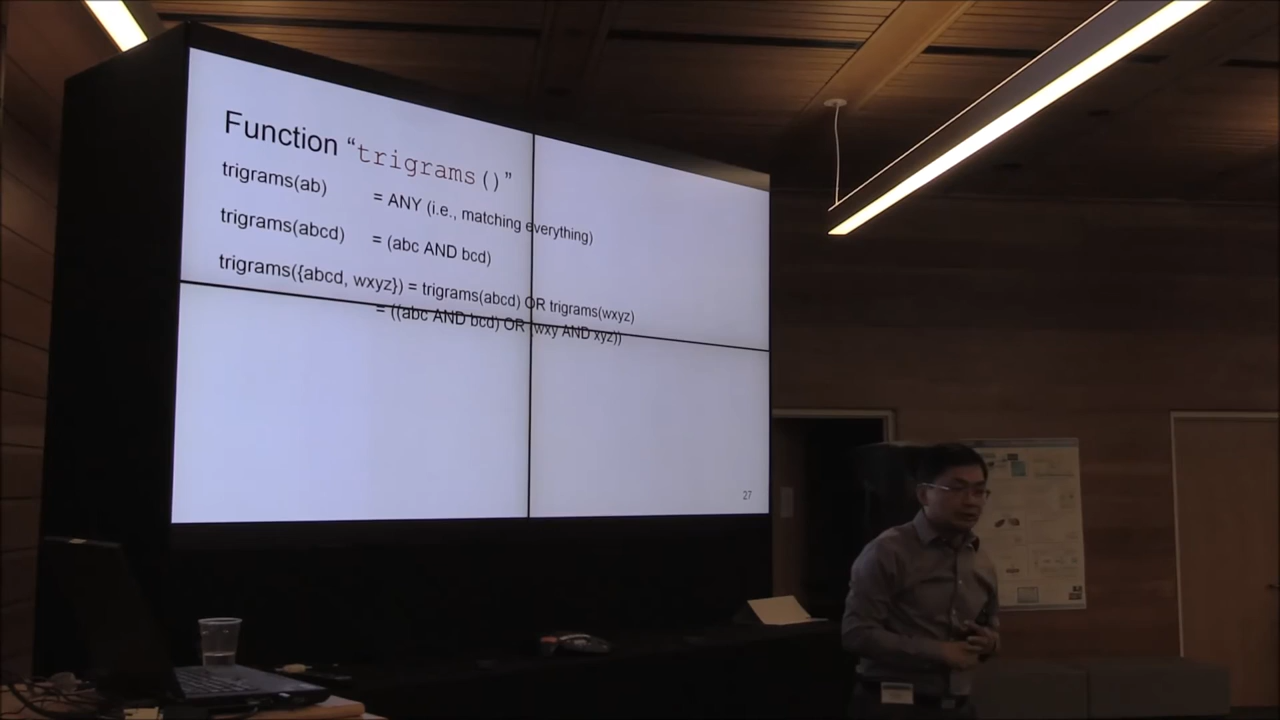 Function “trigrams()”
trigrams(ab) = ANY (i.e., matching everything)
trigrams(abcd) = (abc AND bcd)
trigrams({abcd, wxyz}) = trigrams(abcd) OR trigrams(wxyz)
= ((abc AND bcd) OR (wxy AND xyz))
27